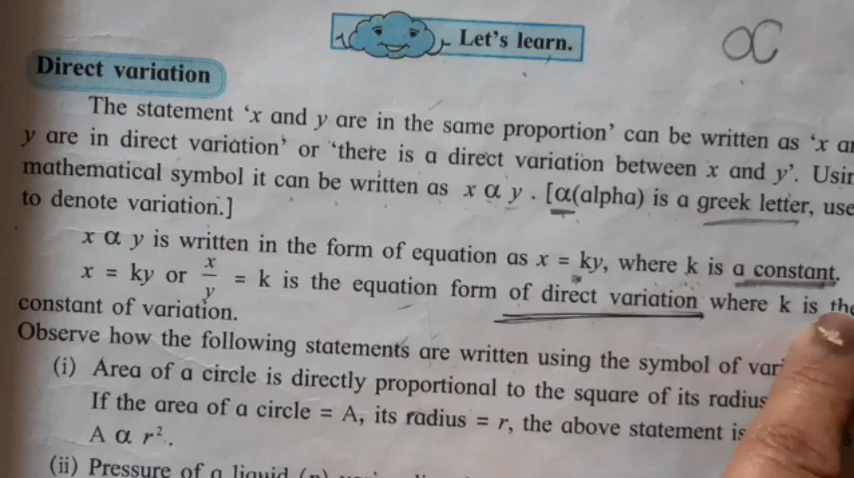 Let's learn.
α
Direct variation
The statement ‘x and y are in the same proportion’ can be written as ‘x
y are in direct variation’ or ‘there is a direct variation between x and y’.
mathematical symbol it can be written as x α y . [α(alpha) is a greek letter,
to denote variation.]
x α y is written in the form of equation as x = ky, where k is a constant.
x = ky or x/y = k is the equation form of direct variation where k is the
constant of variation.
Observe how the following statements are written using the symbol of
(i) Area of a circle is directly proportional to the square of its radius
If the area of a circle = A, its radius = r, the above statement is
A α r².
(ii) Pressure of a liquid (p)